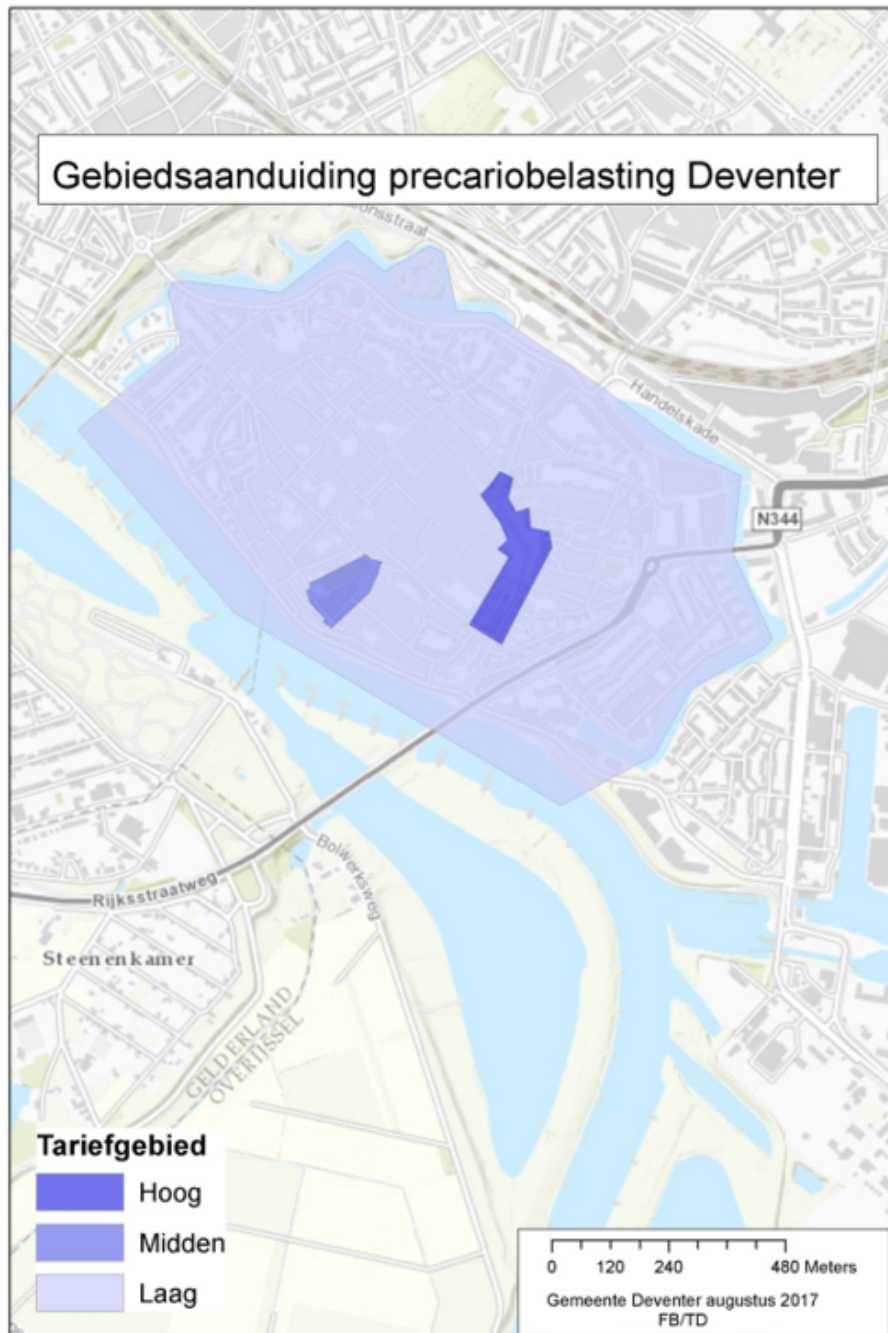 Gebiedsaanduiding precariobelasting Deventer
onsstraat
Handelskade
N344
Bolwerksweg
Rijksstraatweg
Steenenkamer
GELDERLAND
OVERIJSSEL
Tariefgebied
Hoog
Midden
Laag
0 120 240 480 Meters
Gemeente Deventer augustus 2017
FB/TD